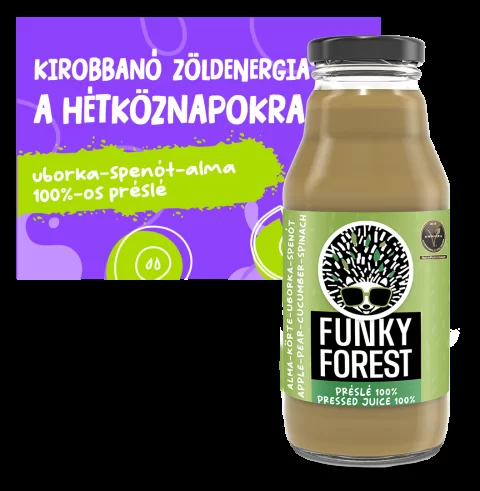 KIROBBANÓ ZÖLDENERGIA
A HÉTKÖZNAPOKRA
uborka-spenót-alma
100%-os préslé
ALMA-KÖRTE-UBORKA-SPENÓT
APPLE-PEAR-CUCUMBER-SPINACH
FUNKY
FOREST
PRÉSLÉ 100%
PRESSED JUICE 100%